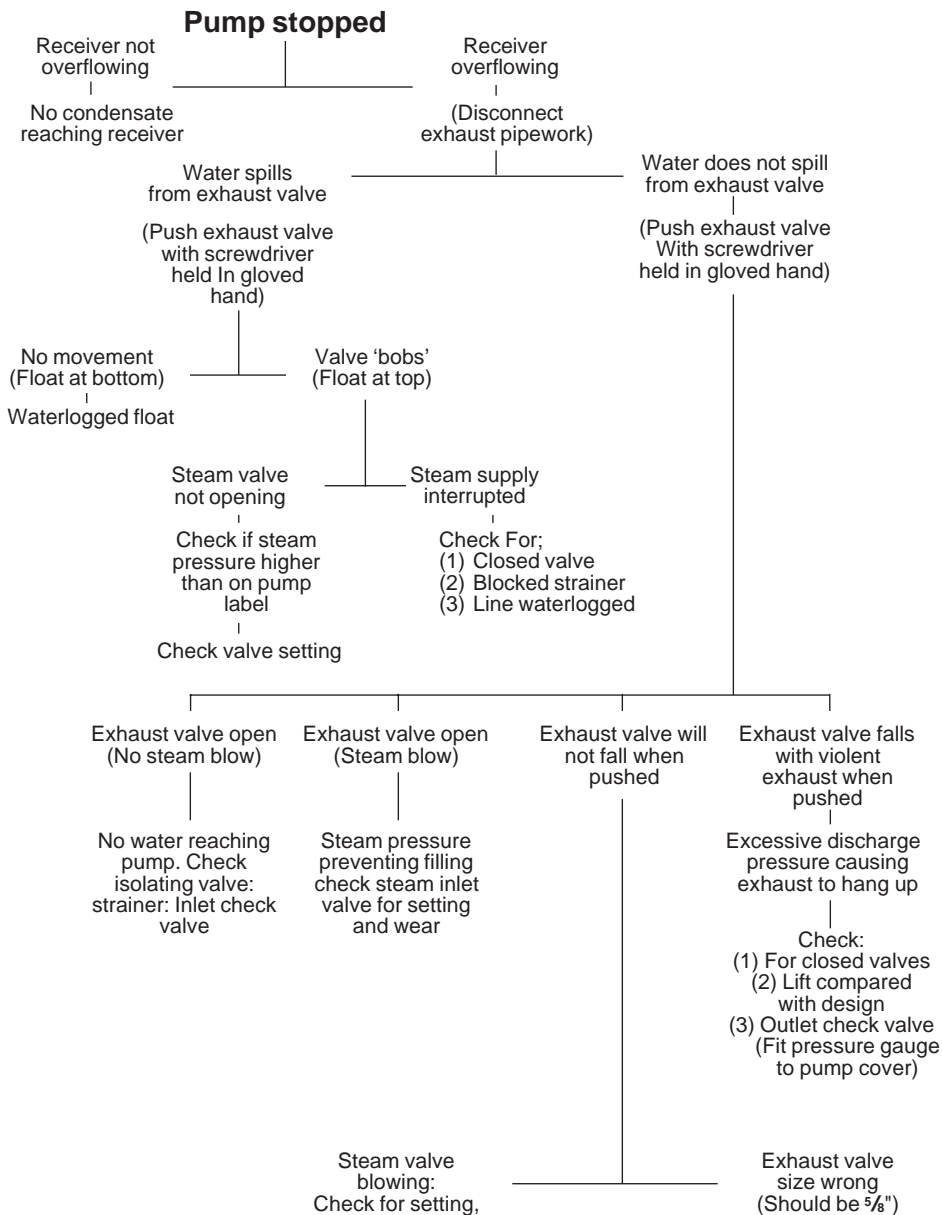 Pump stopped
Receiver not
overflowing
No condensate
reaching receiver
Receiver
overflowing
(Disconnect
exhaust pipework)
Water spills
from exhaust valve
(Push exhaust valve
with screwdriver
held In gloved
hand)
Water does not spill
from exhaust valve
(Push exhaust valve
With screwdriver
held in gloved hand)
No movement
(Float at bottom)
Waterlogged float
Valve ‘bobs’
(Float at top)
Steam valve
not opening
Check if steam
pressure higher
than on pump
label
Check valve setting
Steam supply
interrupted
Check For;
(1) Closed valve
(2) Blocked strainer
(3) Line waterlogged
Exhaust valve open
(No steam blow)
No water reaching
pump. Check
isolating valve:
strainer: Inlet check
valve
Exhaust valve open
(Steam blow)
Steam pressure
preventing filling
check steam inlet
valve for setting
and wear
Exhaust valve will
not fall when
pushed
Exhaust valve falls
with violent
exhaust when
pushed
Excessive discharge
pressure causing
exhaust to hang up
Check:
(1) For closed valves
(2) Lift compared
with design
(3) Outlet check valve
(Fit pressure gauge
to pump cover)
Steam valve
blowing:
Check for setting,
Exhaust valve
size wrong
(Should be ⅝")